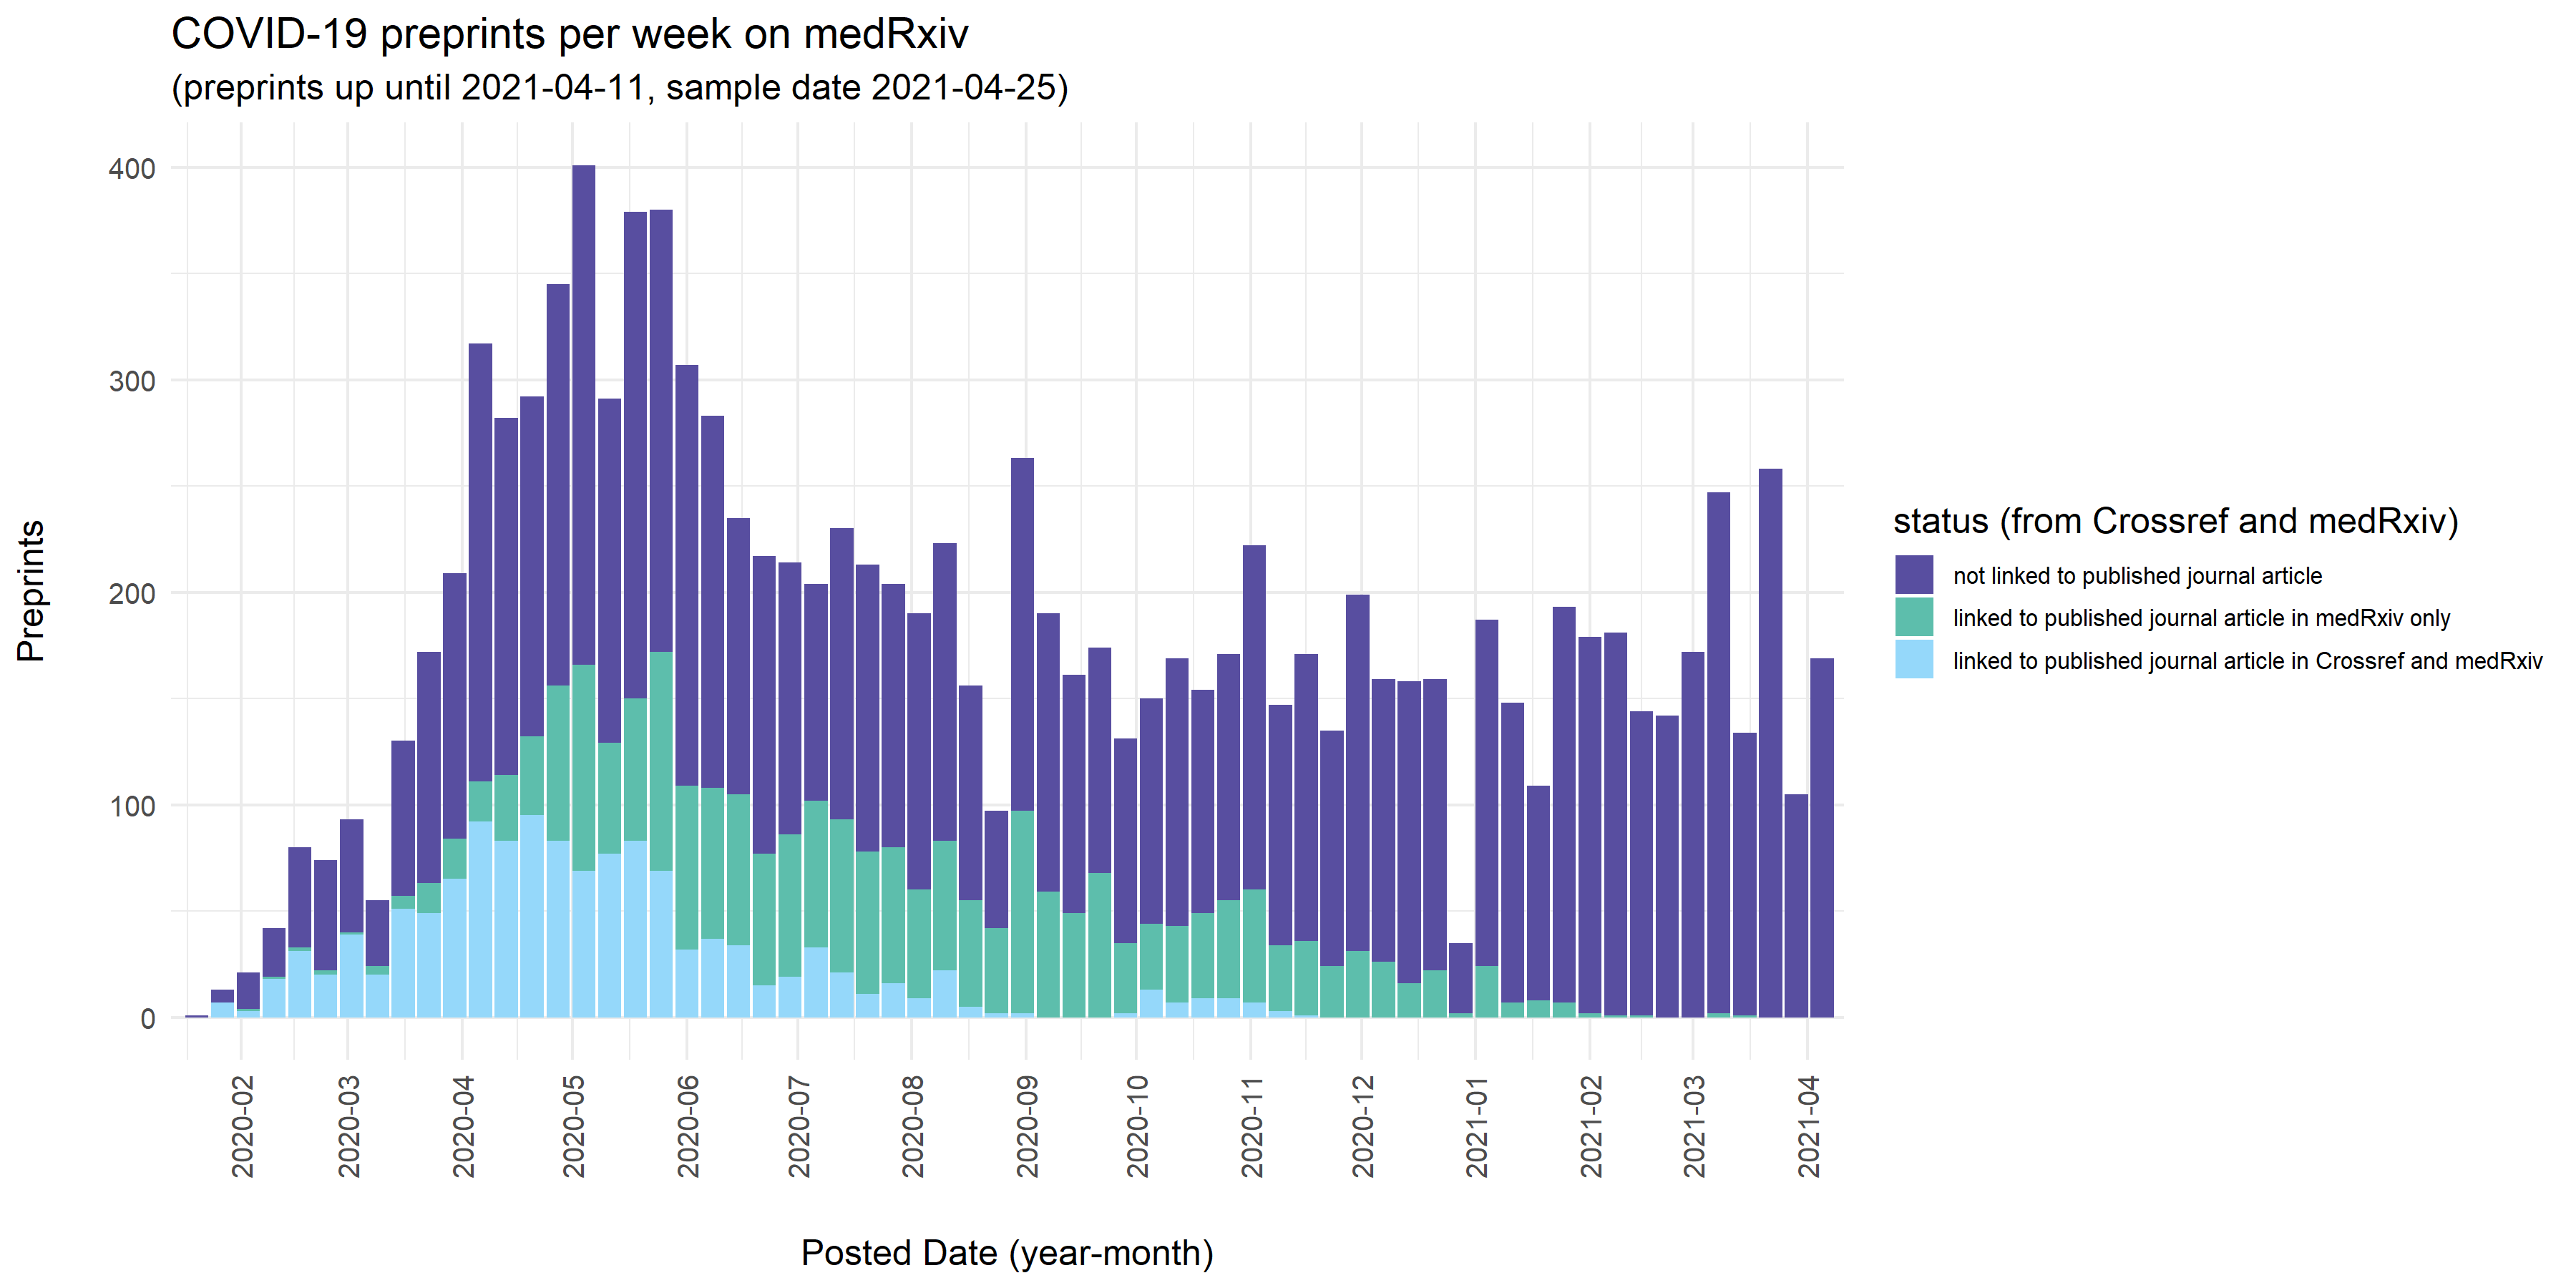 COVID-19 preprints per week on medRxiv
(preprints up until 2021-04-11, sample date 2021-04-25)
Preprints
400
300
200
100
0
2020-02
2020-03
2020-04
2020-05
2020-06
2020-07
2020-08
2020-09
2020-10
2020-11
2020-12
2021-01
2021-02
2021-03
2021-04
Posted Date (year-month)
status (from Crossref and medRxiv)
not linked to published journal article
linked to published journal article in medRxiv only
linked to published journal article in Crossref and medRxiv